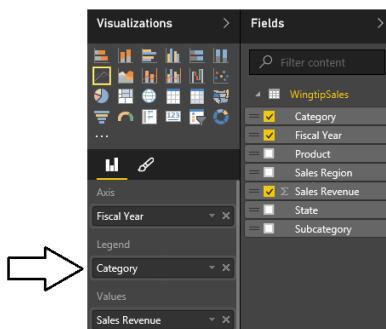 Visualizations >
Fields >
Filter content
WingtipSales
Category
Fiscal Year
Product
Sales Region
Σ Sales Revenue
State
Subcategory
123
...
Axis
Fiscal Year
Legend
Category
Values
Sales Revenue